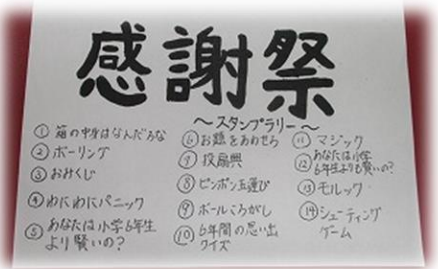 感謝祭
～スタンプラリー～
① 箱の中身はなんだろな
② ボーリング
③ おみくじ
④ わにわにパニック
⑤ あなたは小学6年生
より賢いの？
⑥ お題をあわせろ
⑦ 投扇興
⑧ ピンポン玉運び
⑨ ボールころがし
⑩ 6年間の思い出
クイズ
⑪ マジック
⑫ あなたは小学
6年生よりも賢いの？
⑬ モルック
⑭ シューティング
ゲーム